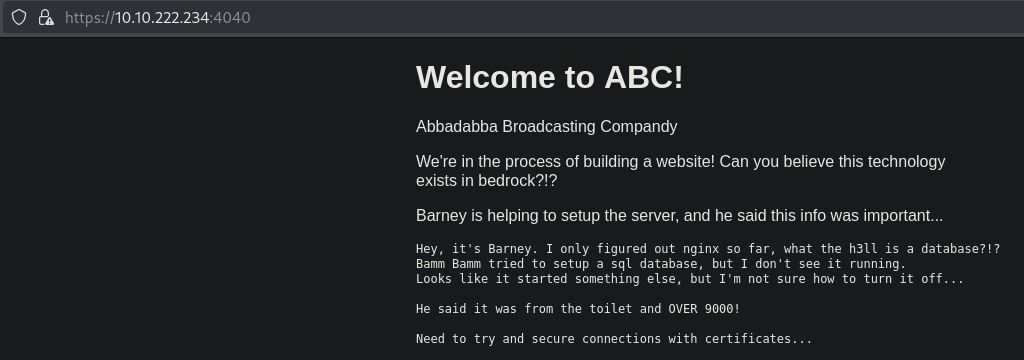 https://10.10.222.234:4040
Welcome to ABC!
Abbadabba Broadcasting Compandy
We're in the process of building a website! Can you believe this technology
exists in bedrock?!?
Barney is helping to setup the server, and he said this info was important...
Hey, it's Barney. I only figured out nginx so far, what the h3ll is a database?!?
Bamm Bamm tried to setup a sql database, but I don't see it running.
Looks like it started something else, but I'm not sure how to turn it off...
He said it was from the toilet and OVER 9000!
Need to try and secure connections with certificates...